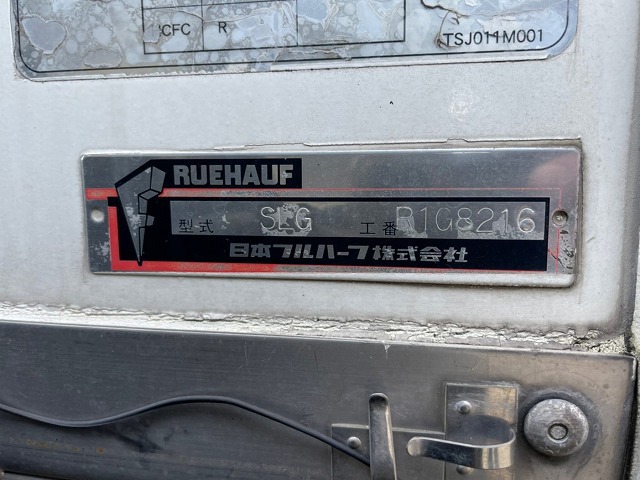 CFC R
TSJ011M001
RUEHAUF
型式 SLG 工番 R1G8216
日本フルハーフ株式会社